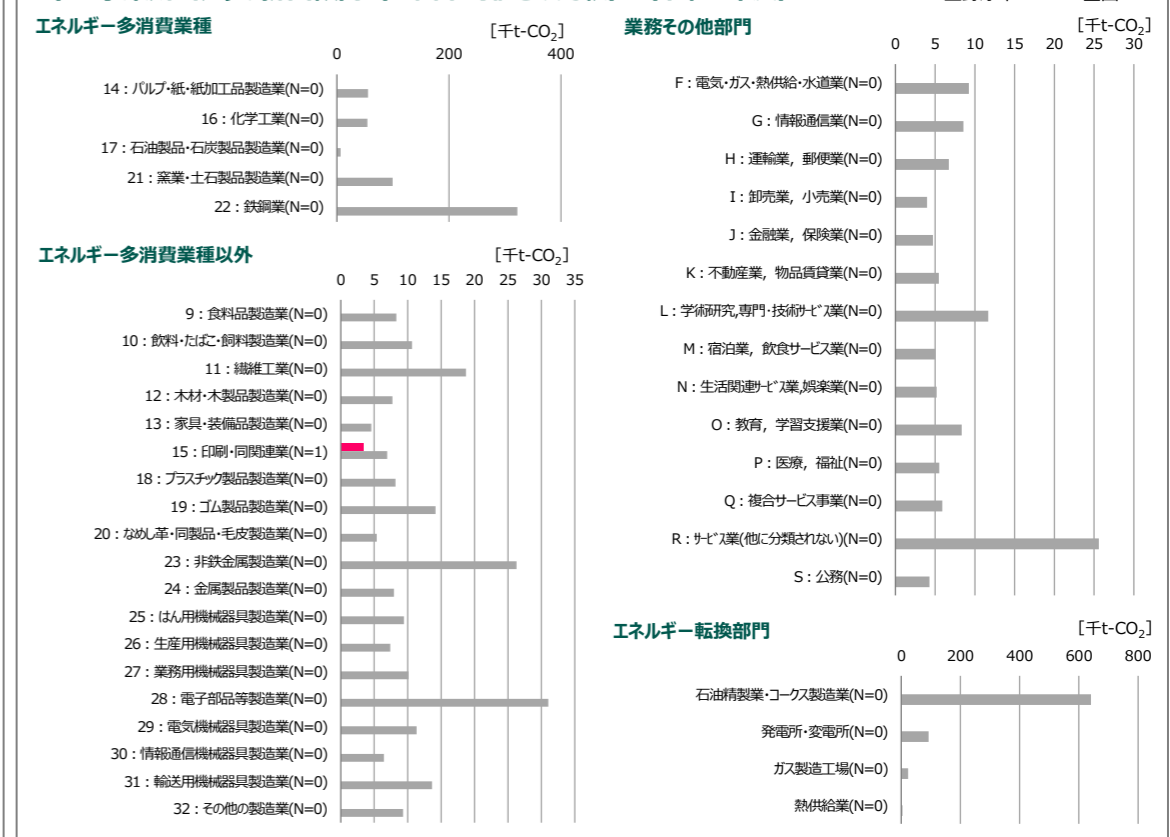 エネルギー多消費業種
[千t-CO2]
0 200 400
14：パルプ・紙・紙加工品製造業(N=0)
16：化学工業(N=0)
17：石油製品・石炭製品製造業(N=0)
21：窯業・土石製品製造業(N=0)
22：鉄鋼業(N=0)
エネルギー多消費業種以外
[千t-CO2]
0 5 10 15 20 25 30 35
9：食料品製造業(N=0)
10：飲料・たばこ・飼料製造業(N=0)
11：繊維工業(N=0)
12：木材・木製品製造業(N=0)
13：家具・装備品製造業(N=0)
15：印刷・同関連業(N=1)
18：プラスチック製品製造業(N=0)
19：ゴム製品製造業(N=0)
20：なめし革・同製品・毛皮製造業(N=0)
23：非鉄金属製造業(N=0)
24：金属製品製造業(N=0)
25：はん用機械器具製造業(N=0)
26：生産用機械器具製造業(N=0)
27：業務用機械器具製造業(N=0)
28：電子部品等製造業(N=0)
29：電気機械器具製造業(N=0)
30：情報通信機械器具製造業(N=0)
31：輸送用機械器具製造業(N=0)
32：その他の製造業(N=0)
業務その他部門
[千t-CO2]
0 5 10 15 20 25 30
F：電気・ガス・熱供給・水道業(N=0)
G：情報通信業(N=0)
H：運輸業，郵便業(N=0)
I：卸売業，小売業(N=0)
J：金融業，保険業(N=0)
K：不動産業，物品賃貸業(N=0)
L：学術研究,専門・技術ｻｰﾋﾞｽ業(N=0)
M：宿泊業，飲食サービス業(N=0)
N：生活関連ｻｰﾋﾞｽ業,娯楽業(N=0)
O：教育，学習支援業(N=0)
P：医療，福祉(N=0)
Q：複合サービス事業(N=0)
R：ｻｰﾋﾞｽ業(他に分類されない)(N=0)
S：公務(N=0)
エネルギー転換部門
[千t-CO2]
0 200 400 600 800
石油精製業・コークス製造業(N=0)
発電所・変電所(N=0)
ガス製造工場(N=0)
熱供給業(N=0)